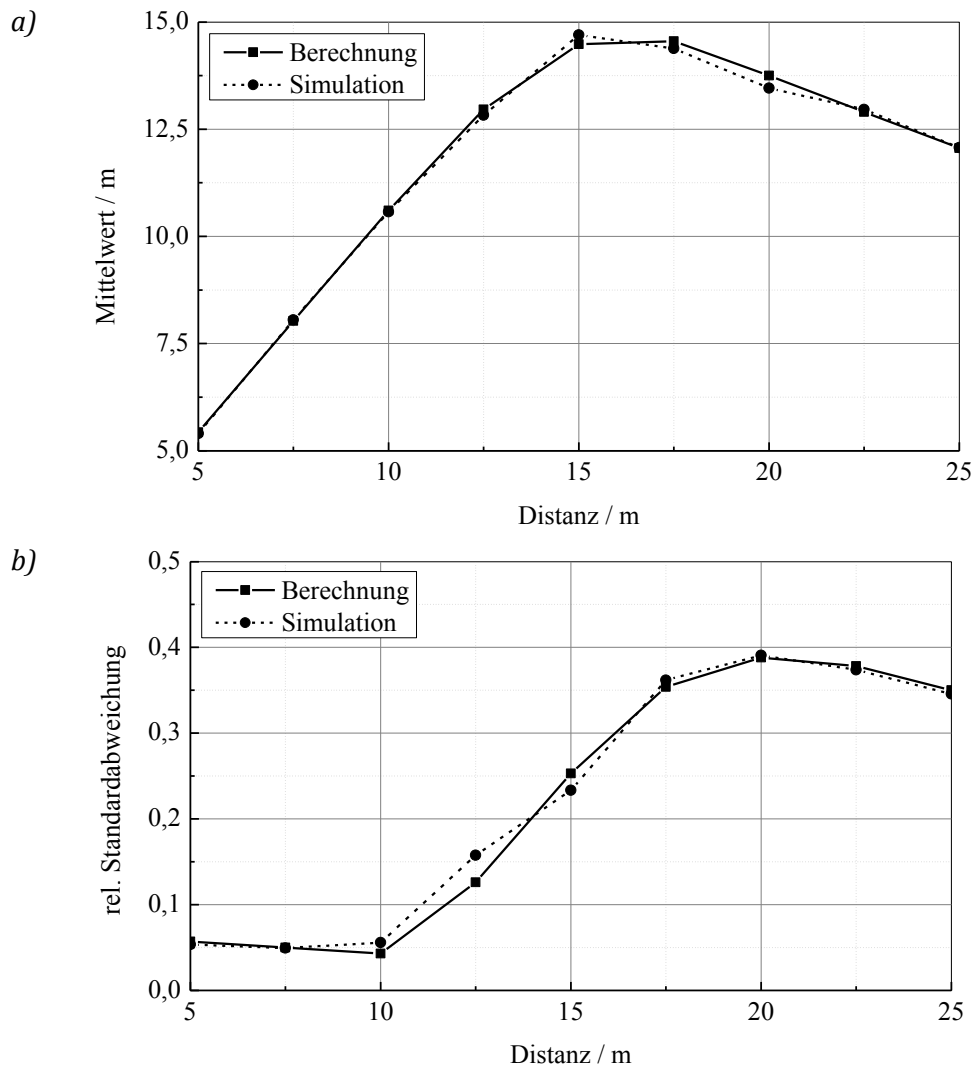 a)
15,0
12,5
10,0
7,5
5,0
Mittelwert / m
Berechnung
Simulation
5 10 15 20 25
Distanz / m
b)
0,5
0,4
0,3
0,2
0,1
0,0
rel. Standardabweichung
Berechnung
Simulation
5 10 15 20 25
Distanz / m